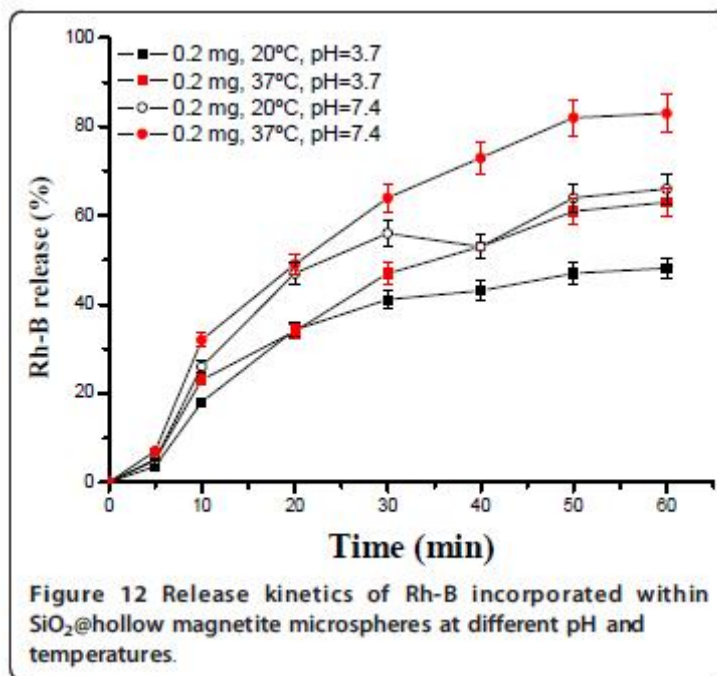 100
80
60
40
20
0
Rh-B release (%)
0.2 mg, 20ºC, pH=3.7
0.2 mg, 37ºC, pH=3.7
0.2 mg, 20ºC, pH=7.4
0.2 mg, 37ºC, pH=7.4
0 10 20 30 40 50 60
Time (min)
Figure 12 Release kinetics of Rh-B incorporated within
SiO₂@hollow magnetite microspheres at different pH and
temperatures.